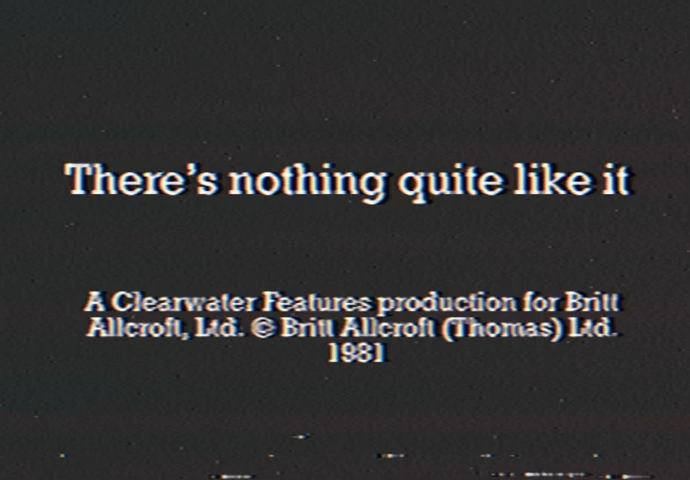 There's nothing quite like it
A Clearwater Features production for Britt
Allcroft, Ltd. © Britt Allcroft (Thomas) Ltd.
1981